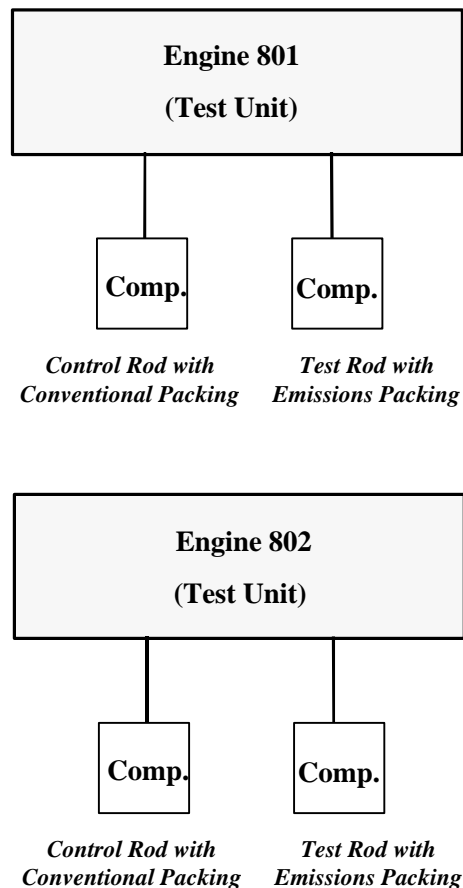 Engine 801
(Test Unit)
Comp.
Comp.
Control Rod with
Conventional Packing
Test Rod with
Emissions Packing
Engine 802
(Test Unit)
Comp.
Comp.
Control Rod with
Conventional Packing
Test Rod with
Emissions Packing